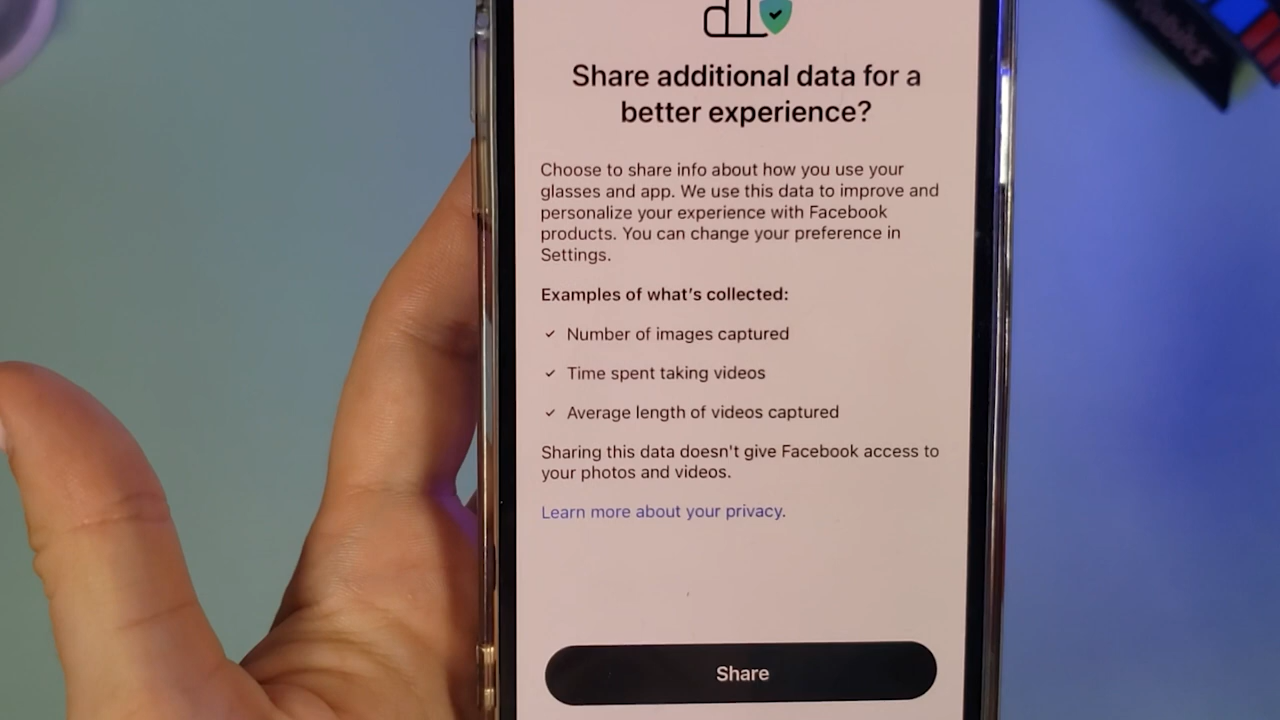 Share additional data for a
better experience?
Choose to share info about how you use your
glasses and app. We use this data to improve and
personalize your experience with Facebook
products. You can change your preference in
Settings.
Examples of what's collected:
Number of images captured
Time spent taking videos
Average length of videos captured
Sharing this data doesn't give Facebook access to
your photos and videos.
Learn more about your privacy.
Share